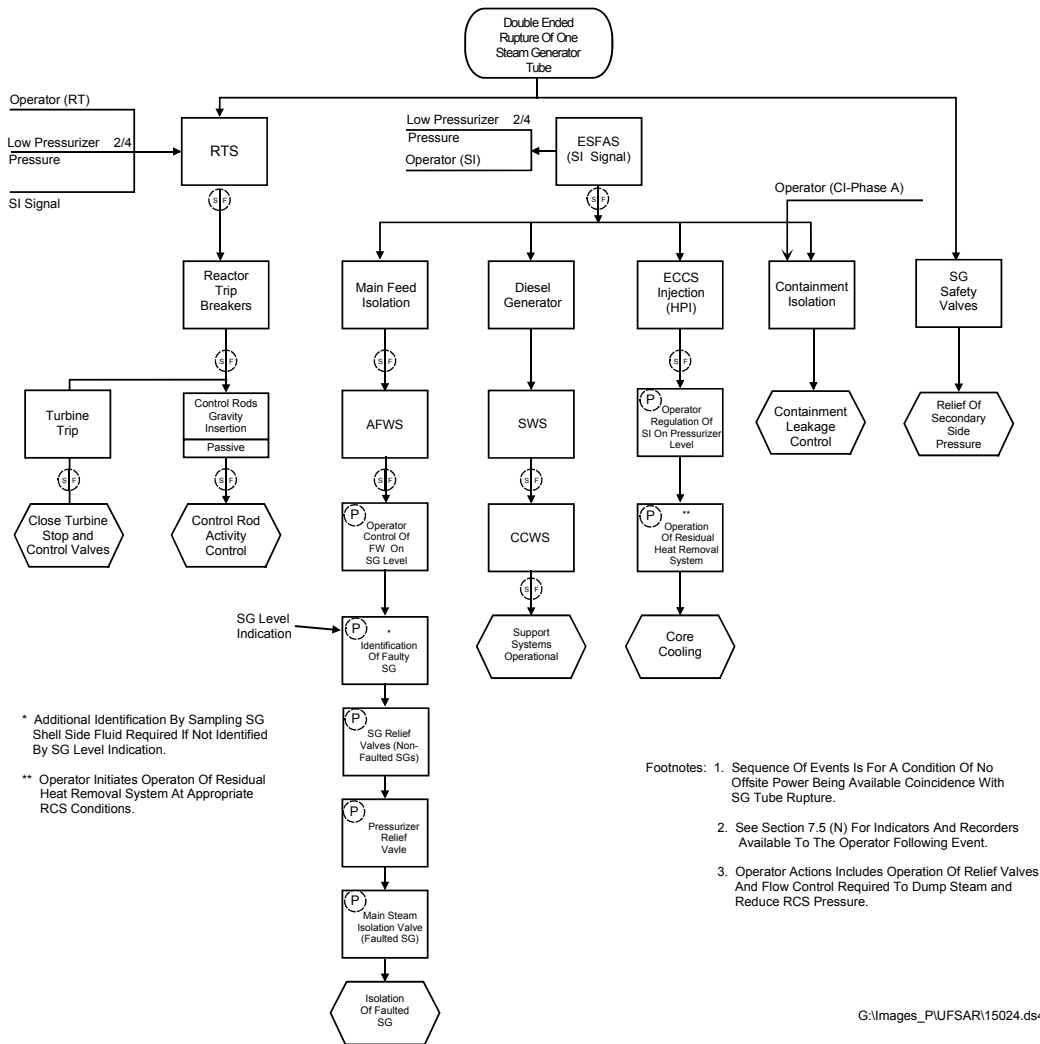 Double Ended
Rupture Of One
Steam Generator
Tube
Operator (RT)
Low Pressurizer 2/4
Pressure
SI Signal
RTS
Low Pressurizer 2/4
Pressure
Operator (SI)
ESFAS
(SI Signal)
Operator (CI-Phase A)
S F
S F
Reactor
Trip
Breakers
Main Feed
Isolation
Diesel
Generator
ECCS
Injection
(HPI)
Containment
Isolation
SG
Safety
Valves
S F
S F
S F
Turbine
Trip
Control Rods
Gravity
Insertion
Passive
AFWS
SWS
P
Operator
Regulation Of
SI On Pressurizer
Level
Containment
Leakage
Control
Relief Of
Secondary
Side
Pressure
S F
S F
S F
S F
S F
Close Turbine
Stop and
Control Valves
Control Rod
Activity
Control
P
Operator
Control Of
FW On
SG Level
CCWS
P
**
Operation
Of Residual
Heat Removal
System
S F
SG Level
Indication
P
*
Identification
Of Faulty
SG
Support
Systems
Operational
Core
Cooling
P
SG Relief
Valves (Non-
Faulted SGs)
P
Pressurizer
Relief
Vavle
P
Main Steam
Isolation Valve
(Faulted SG)
Isolation
Of Faulted
SG
* Additional Identification By Sampling SG
Shell Side Fluid Required If Not Identified
By SG Level Indication.
** Operator Initiates Operaton Of Residual
Heat Removal System At Appropriate
RCS Conditions.
Footnotes: 1. Sequence Of Events Is For A Condition Of No
Offsite Power Being Available Coincidence With
SG Tube Rupture.
2. See Section 7.5 (N) For Indicators And Recorders
Available To The Operator Following Event.
3. Operator Actions Includes Operation Of Relief Valves
And Flow Control Required To Dump Steam and
Reduce RCS Pressure.
G:\Images_P\UFSAR\15024.ds4